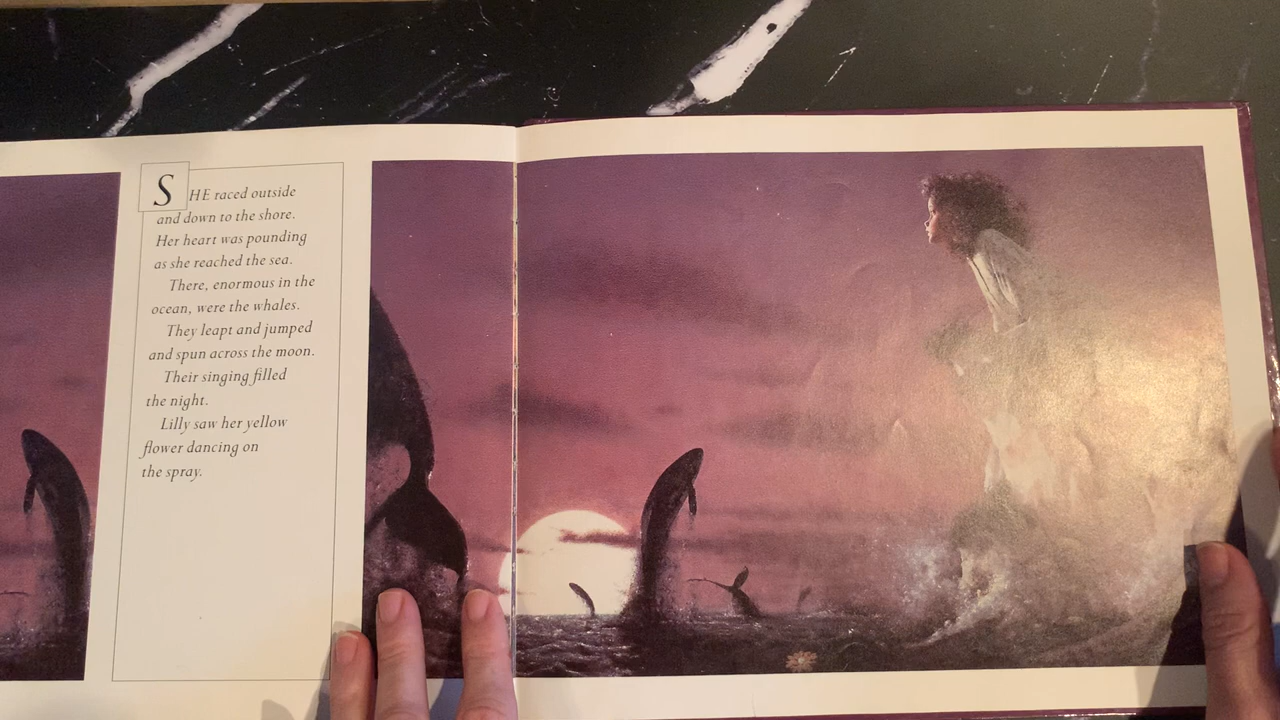 SHE raced outside
and down to the shore.
Her heart was pounding
as she reached the sea.
There, enormous in the
ocean, were the whales.
They leapt and jumped
and spun across the moon.
Their singing filled
the night.
Lilly saw her yellow
flower dancing on
the spray.